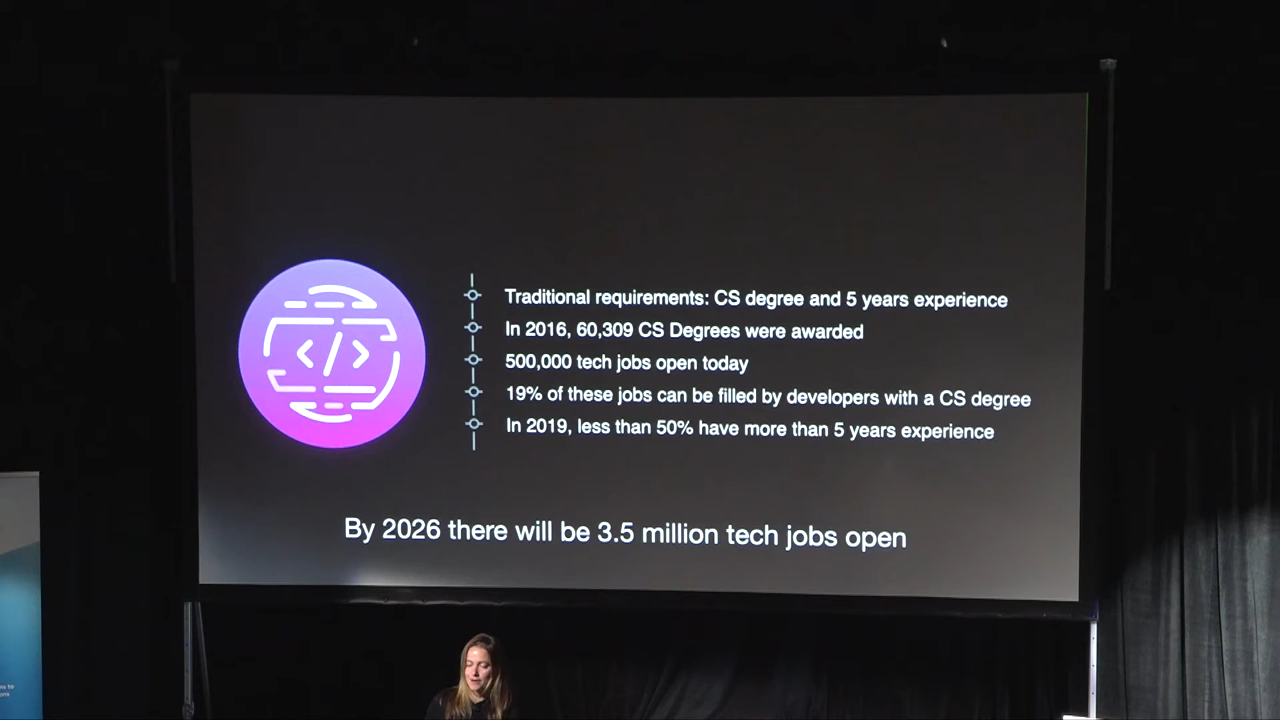 Traditional requirements: CS degree and 5 years experience
In 2016, 60,309 CS Degrees were awarded
500,000 tech jobs open today
19% of these jobs can be filled by developers with a CS degree
In 2019, less than 50% have more than 5 years experience
By 2026 there will be 3.5 million tech jobs open